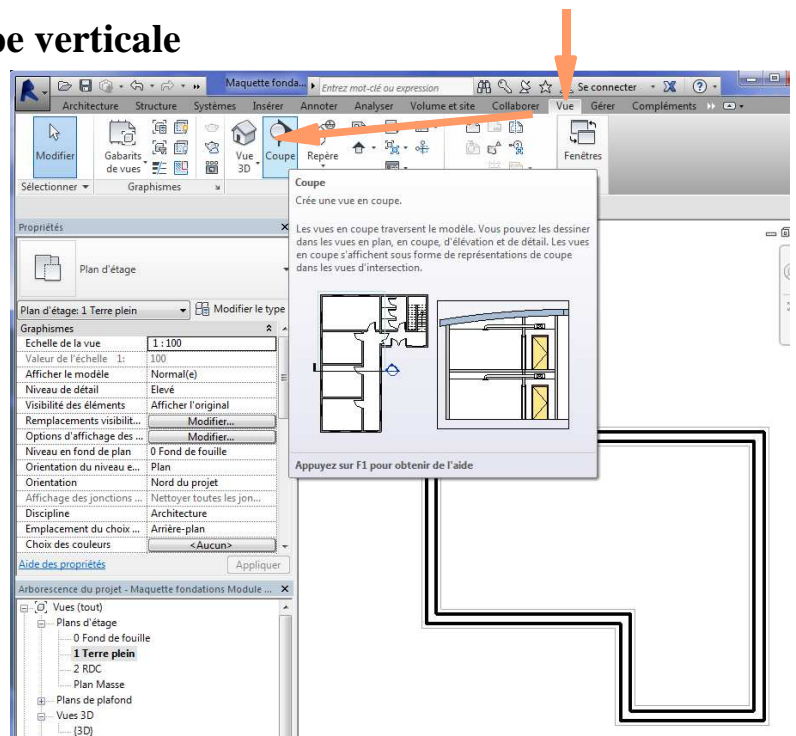 pe verticale
Maquette fonda...
Entrez mot-clé ou expression
Se connecter
Architecture Structure Systèmes Insérer Annoter Analyser Volume et site Collaborer Vue Gérer Compléments
Modifier
Gabarits de vues
Vue 3D
Coupe
Repère
Fenêtres
Sélectionner Graphismes
Coupe
Crée une vue en coupe.
Les vues en coupe traversent le modèle. Vous pouvez les dessiner
dans les vues en plan, en coupe, d'élévation et de détail. Les vues
en coupe s'affichent sous forme de représentations de coupe
dans les vues d'intersection.
Appuyez sur F1 pour obtenir de l'aide
Propriétés
Plan d'étage
Plan d'étage: 1 Terre plein Modifier le type
Graphismes
Echelle de la vue 1 : 100
Valeur de l'échelle 1: 100
Afficher le modèle Normal(e)
Niveau de détail Elevé
Visibilité des éléments Afficher l'original
Remplacements visibilit... Modifier...
Options d'affichage des ... Modifier...
Niveau en fond de plan 0 Fond de fouille
Orientation du niveau e... Plan
Orientation Nord du projet
Affichage des jonctions ... Nettoyer toutes les jon...
Discipline Architecture
Emplacement du choix ... Arrière-plan
Choix des couleurs <Aucun>
Aide des propriétés Appliquer
Arborescence du projet - Maquette fondations Module ...
Vues (tout)
Plans d'étage
0 Fond de fouille
1 Terre plein
2 RDC
Plan Masse
Plans de plafond
Vues 3D
{3D}